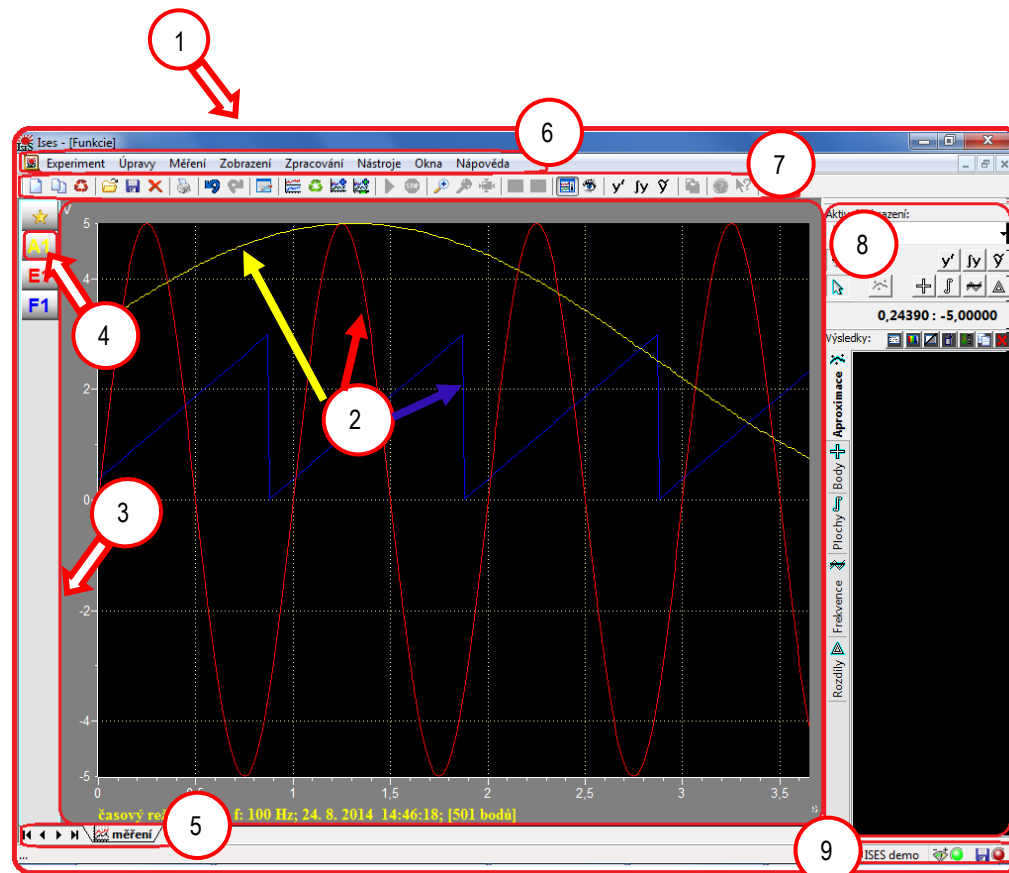 1
Ises - [Funkcie]
6
Experiment Úpravy Měření Zobrazení Zpracování Nástroje Okna Nápověda
7
STOP y' ∫y
V
A1
E1
F1
4
5
4
2
0
-2
-4
-5
2
3
0 1 1,5 2 2,5 3 3,5
s
časový f: 100 Hz; 24. 8. 2014 14:46:18; [501 bodů]
5
měření
...
8
y' ∫y
0,24390 : -5,00000
Výsledky:
Aproximace
Body
Plochy
Frekvence
Rozdíly
9
ISES demo